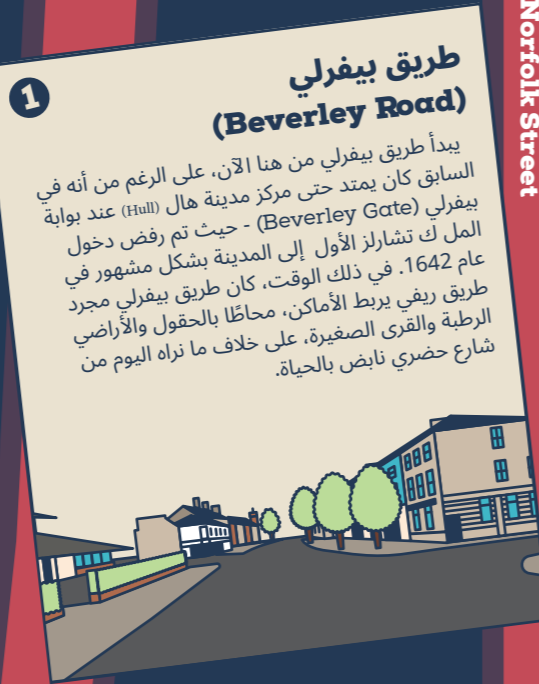 Norfolk Street
1
طريق بيفرلي
(Beverley Road)
يبدأ طريق بيفرلي من هنا الآن، على الرغم من أنه في
السابق كان يمتد حتى مركز مدينة هال (Hull) عند بوابة
بيفرلي (Beverley Gate) - حيث تم رفض دخول
المل ك تشارلز الأول إلى المدينة بشكل مشهور في
عام 1642. في ذلك الوقت، كان طريق بيفرلي مجرد
طريق ريفي يربط الأماكن، محاطًا بالحقول والأراضي
الرطبة والقرى الصغيرة، على خلاف ما نراه اليوم من
شارع حضري نابض بالحياة.